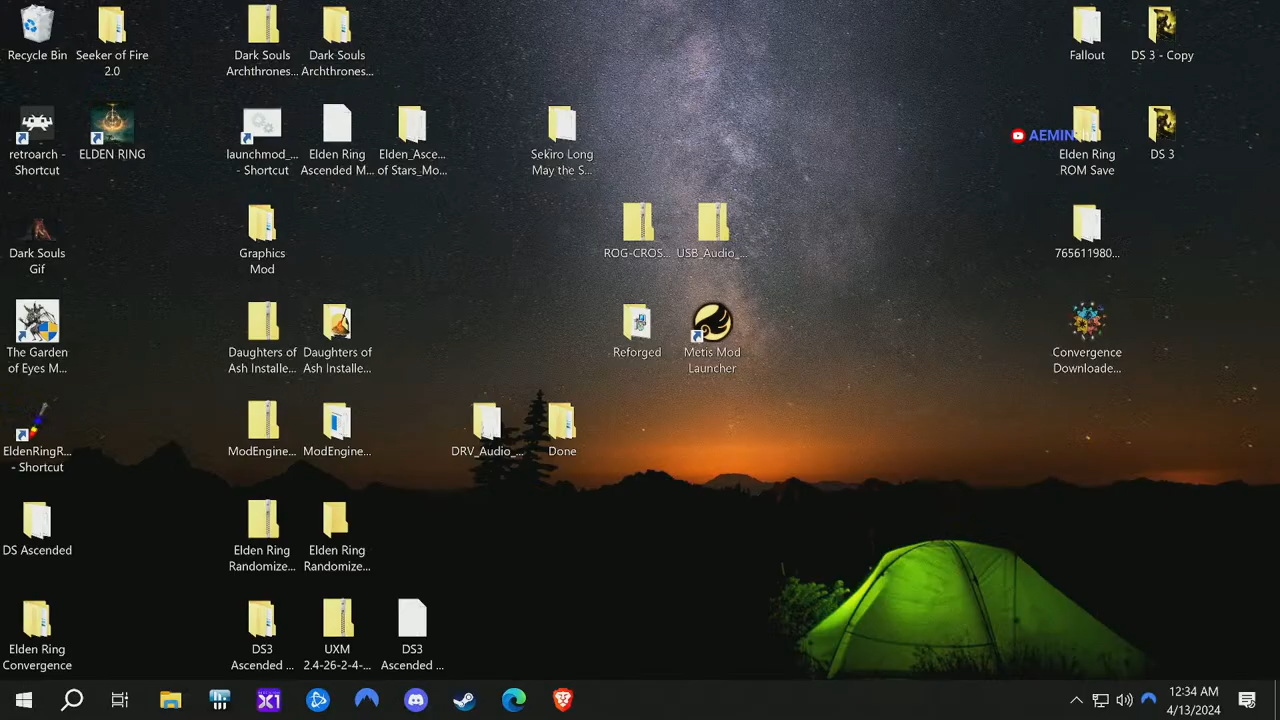 Recycle Bin
Seeker of Fire
2.0
Dark Souls
Archthrones...
Dark Souls
Archthrones...
Fallout
DS 3 - Copy
retroarch -
Shortcut
ELDEN RING
launchmod_...
- Shortcut
Elden Ring
Ascended M...
Elden_Asce...
of Stars_Mo...
Sekiro Long
May the S...
AEMIN
Elden Ring
ROM Save
DS 3
Dark Souls
Gif
Graphics
Mod
ROG-CROS...
USB_Audio_...
765611980...
The Garden
of Eyes M...
Daughters of
Ash Installe...
Daughters of
Ash Installe...
Reforged
Metis Mod
Launcher
Convergence
Downloade...
EldenRingR...
- Shortcut
ModEngine...
ModEngine...
DRV_Audio_...
Done
DS Ascended
Elden Ring
Randomize...
Elden Ring
Randomize...
Elden Ring
Convergence
DS3
Ascended ...
UXM
2.4-26-2-4-...
DS3
Ascended ...
X1
12:34 AM
4/13/2024